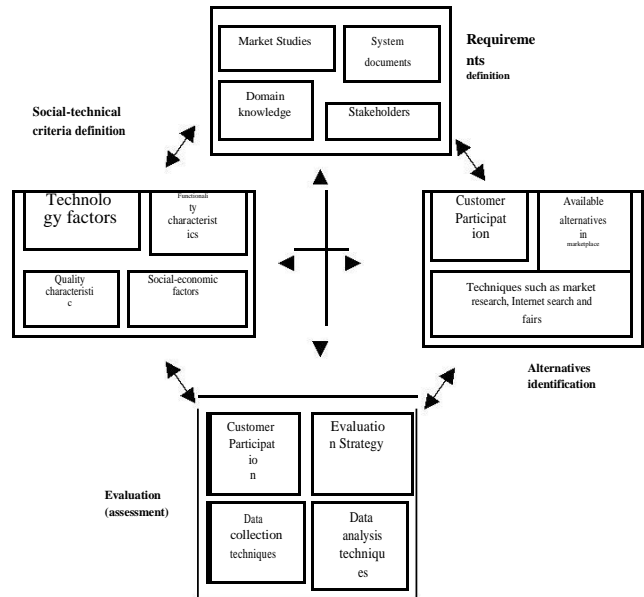 Market Studies
System
documents
Domain
knowledge
Stakeholders
Requireme
nts
definition
Social-technical
criteria definition
Technolo
gy factors
Functionali
ty
characterist
ics
Quality
characteristi
c
Social-economic
factors
Customer
Participat
ion
Available
alternatives
in
marketplace
Techniques such as market
research, Internet search and
fairs
Alternatives
identification
Customer
Participat
io
n
Evaluatio
n Strategy
Evaluation
(assessment)
Data
collection
techniques
Data
analysis
techniqu
es